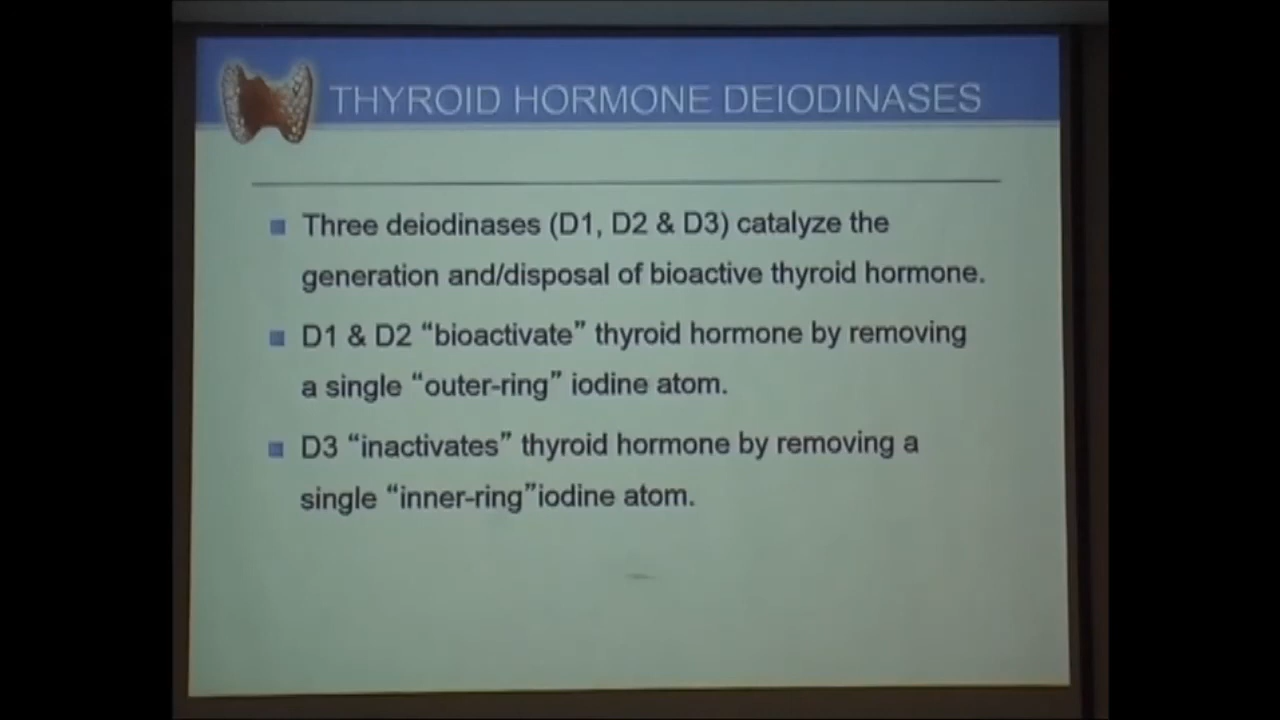 THYROID HORMONE DEIODINASES
Three deiodinases (D1, D2 & D3) catalyze the
generation and/disposal of bioactive thyroid hormone.
D1 & D2 “bioactivate” thyroid hormone by removing
a single “outer-ring” iodine atom.
D3 “inactivates” thyroid hormone by removing a
single “inner-ring”iodine atom.